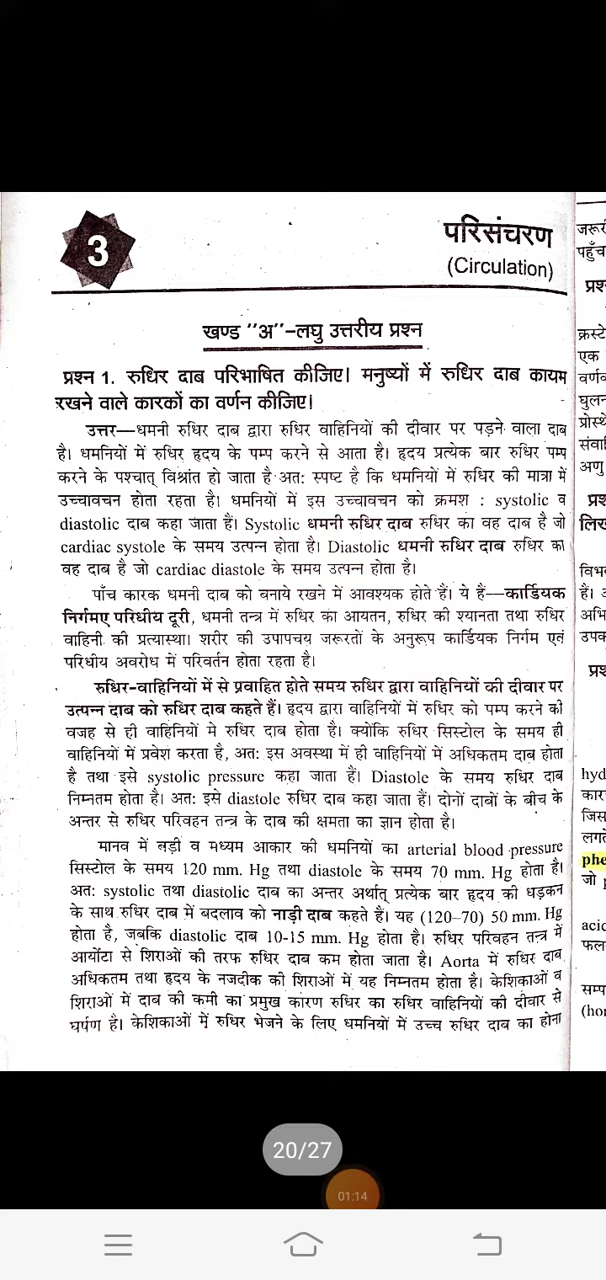 3
परिसंचरण
(Circulation)
खण्ड "अ"-लघु उत्तरीय प्रश्न
प्रश्न 1. रुधिर दाब परिभाषित कीजिए। मनुष्यों में रुधिर दाब कायम
रखने वाले कारकों का वर्णन कीजिए।
उत्तर—धमनी रुधिर दाब द्वारा रुधिर वाहिनियों की दीवार पर पड़ने वाला दाब
है। धमनियों में रुधिर हृदय के पम्प करने से आता है। हृदय प्रत्येक बार रुधिर पम्प
करने के पश्चात् विश्रांत हो जाता है अत: स्पष्ट है कि धमनियों में रुधिर की मात्रा में
उच्चावचन होता रहता है। धमनियों में इस उच्चावचन को क्रमश : systolic व
diastolic दाब कहा जाता हैं। Systolic धमनी रुधिर दाब रुधिर का वह दाब है जो
cardiac systole के समय उत्पन्न होता है। Diastolic धमनी रुधिर दाब रुधिर का
वह दाब है जो cardiac diastole के समय उत्पन्न होता है।
पाँच कारक धमनी दाब को बनाये रखने में आवश्यक होते हैं। ये हैं—कार्डियक
निर्गमए परिधीय दूरी, धमनी तन्त्र में रुधिर का आयतन, रुधिर की श्यानता तथा रुधिर
वाहिनी की प्रत्यास्था। शरीर की उपापचय जरूरतों के अनुरूप कार्डियक निर्गम एवं
परिधीय अवरोध में परिवर्तन होता रहता है।
रुधिर-वाहिनियों में से प्रवाहित होते समय रुधिर द्वारा वाहिनियों की दीवार पर
उत्पन्न दाब को रुधिर दाब कहते हैं। हृदय द्वारा वाहिनियों में रुधिर को पम्प करने की
वजह से ही वाहिनियों मे रुधिर दाब होता है। क्योंकि रुधिर सिस्टोल के समय ही
वाहिनियों में प्रवेश करता है, अत: इस अवस्था में ही वाहिनियों में अधिकतम दाब होता
है तथा इसे systolic pressure कहा जाता हैं। Diastole के समय रुधिर दाब
निम्नतम होता है। अत: इसे diastole रुधिर दाब कहा जाता हैं। दोनों दाबों के बीच के
अन्तर से रुधिर परिवहन तन्त्र के दाब की क्षमता का ज्ञान होता है।
मानव में बड़ी व मध्यम आकार की धमनियों का arterial blood pressure
सिस्टोल के समय 120 mm. Hg तथा diastole के समय 70 mm. Hg होता है।
अत: systolic तथा diastolic दाब का अन्तर अर्थात् प्रत्येक बार हृदय की धड़कन
के साथ रुधिर दाब में बदलाव को नाड़ी दाब कहते हैं। यह (120–70) 50 mm. Hg
होता है, जबकि diastolic दाब 10-15 mm. Hg होता है। रुधिर परिवहन तन्त्र में
आर्योटा से शिराओं की तरफ रुधिर दाब कम होता जाता है। Aorta में रुधिर दाब
अधिकतम तथा हृदय के नजदीक की शिराओं में यह निम्नतम होता है। केशिकाओं व
शिराओं में दाब की कमी का प्रमुख कारण रुधिर का रुधिर वाहिनियों की दीवार से
घर्षण है। केशिकाओं में रुधिर भेजने के लिए धमनियों में उच्च रुधिर दाब का होना
पहुँच
एक
अणु
लिख
हैं।
hyd
phe
जो
acid
फल
सम्प
(hor
20/27
01:14